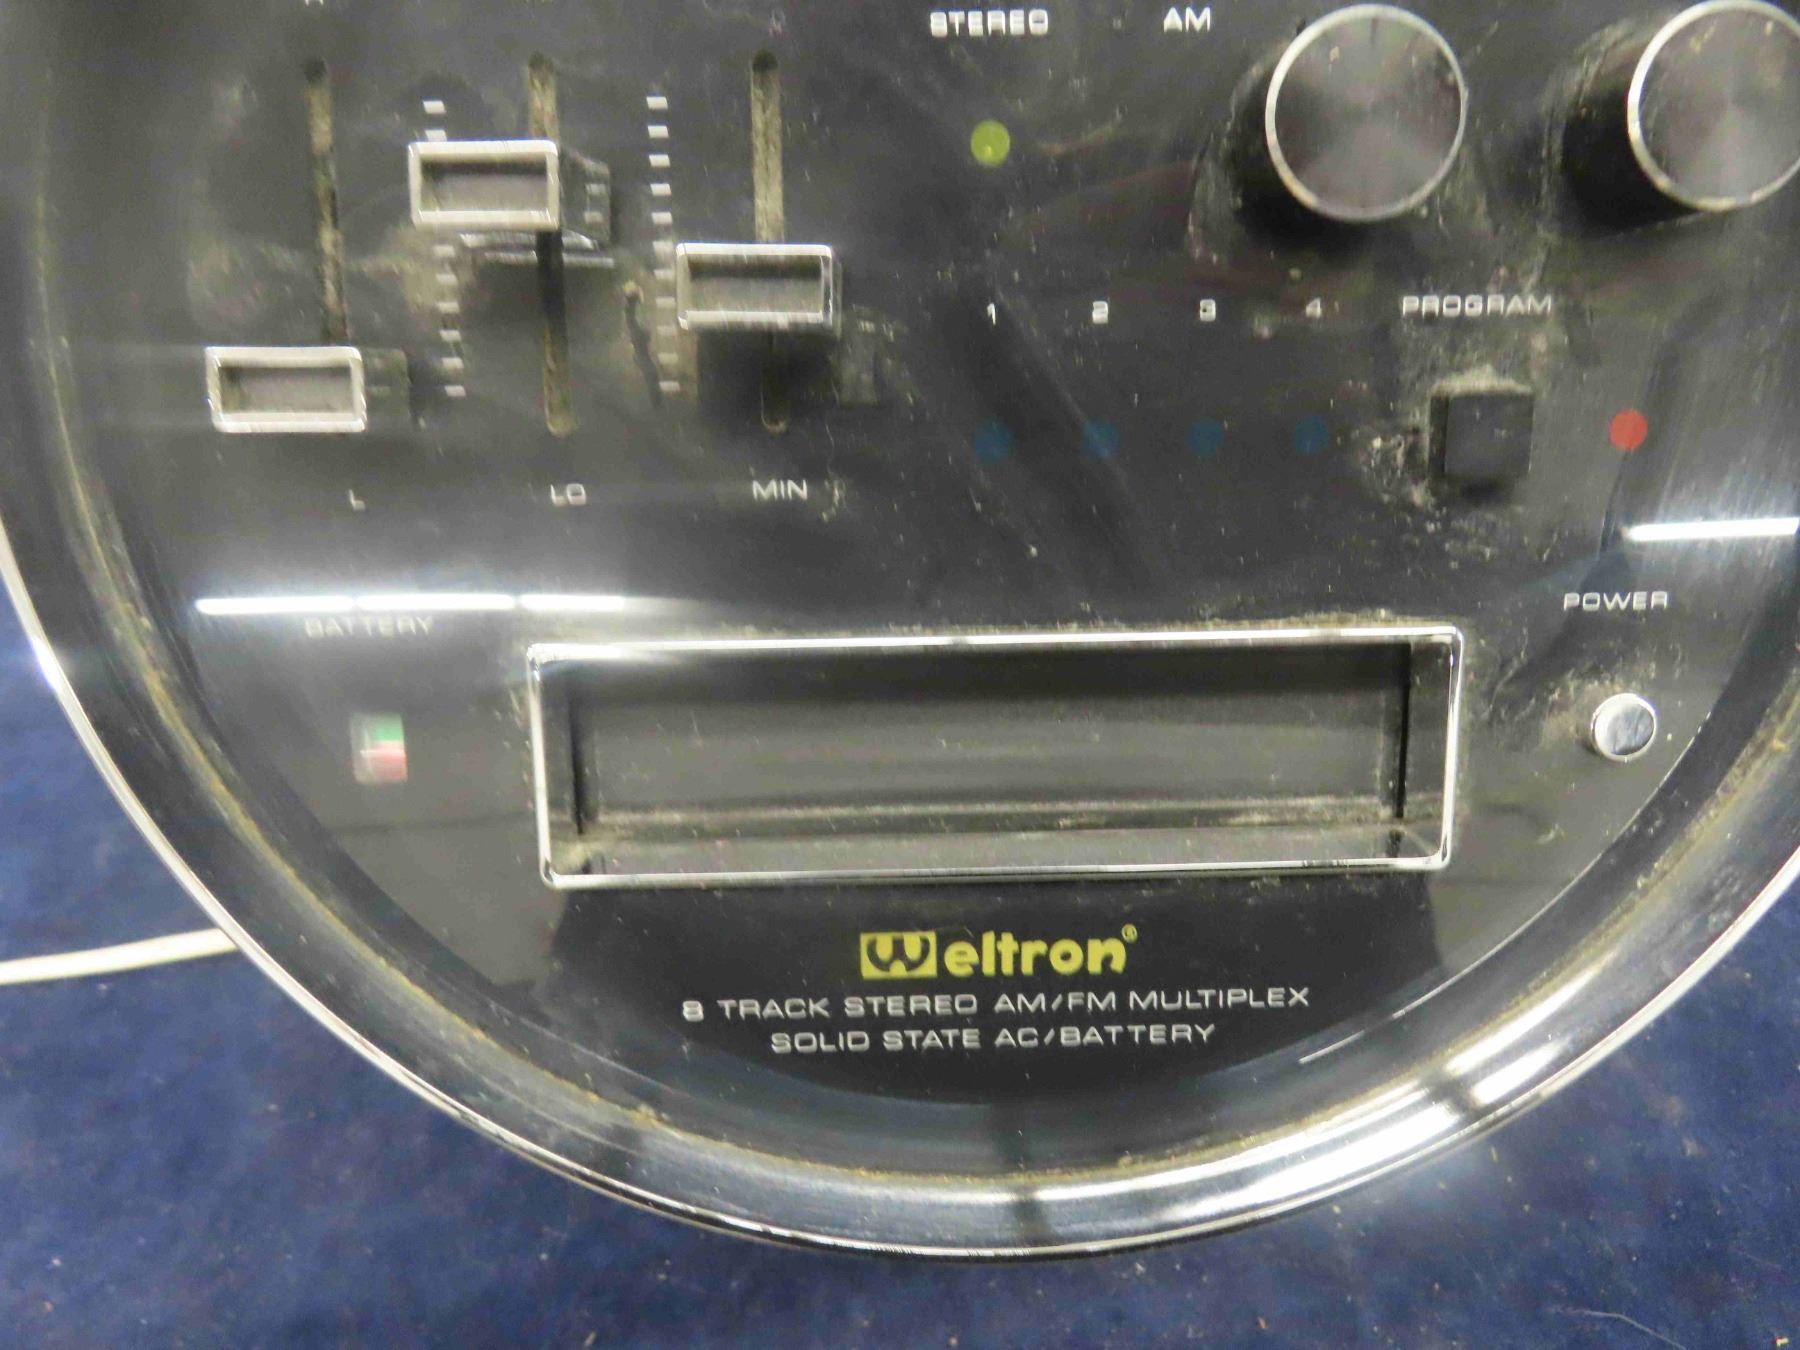 STEREO AM
1 2 3 4 PROGRAM
L LO MIN
POWER
BATTERY
Weltron®
8 TRACK STEREO AM/FM MULTIPLEX
SOLID STATE AC/BATTERY